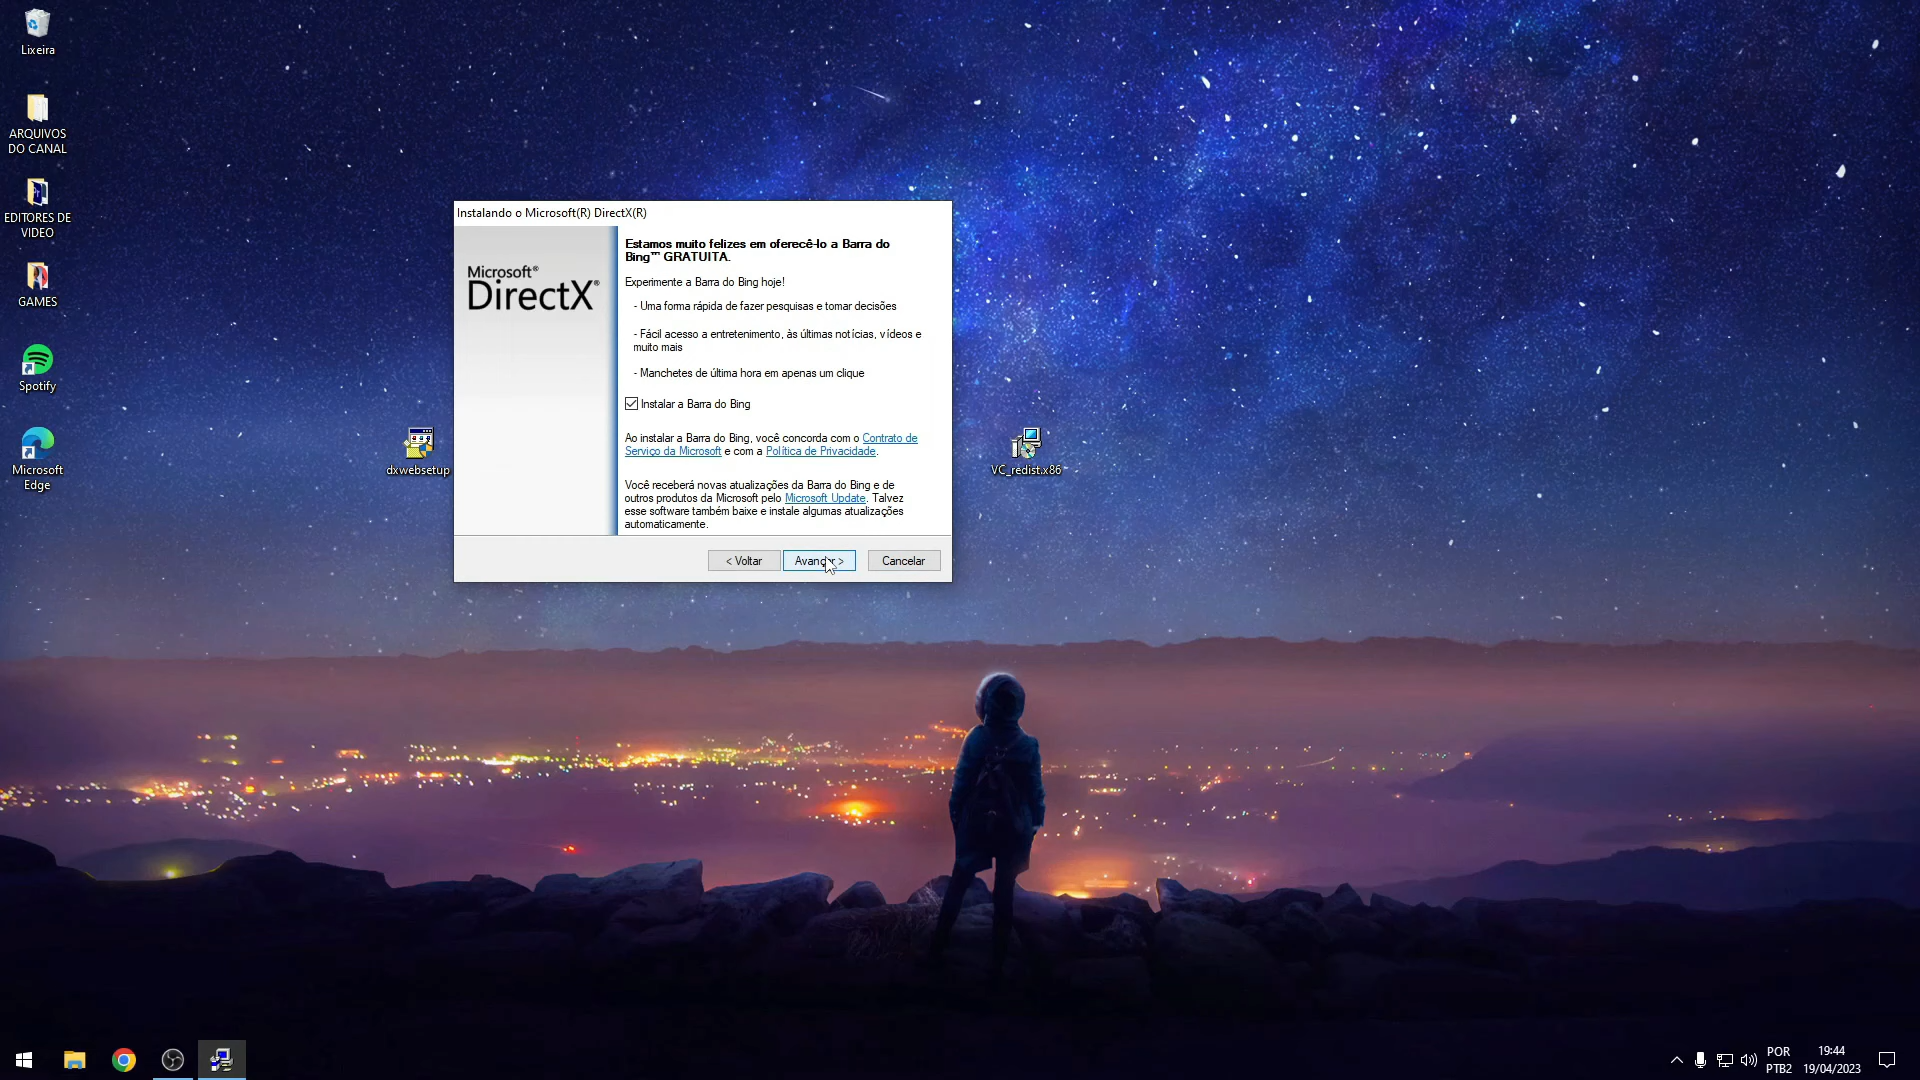 Lixeira
ARQUIVOS
DO CANAL
EDITORES DE
VIDEO
GAMES
Spotify
Microsoft
Edge
dxwebsetup
Instalando o Microsoft(R) DirectX(R)
Microsoft®
DirectX®
Estamos muito felizes em oferecê-lo a Barra do
Bing™ GRATUITA.
Experimente a Barra do Bing hoje!
- Uma forma rápida de fazer pesquisas e tomar decisões
- Fácil acesso a entretenimento, às últimas notícias, vídeos e
muito mais
- Manchetes de última hora em apenas um clique
Instalar a Barra do Bing
Ao instalar a Barra do Bing, você concorda com o Contrato de
Serviço da Microsoft e com a Política de Privacidade.
Você receberá novas atualizações da Barra do Bing e de
outros produtos da Microsoft pelo Microsoft Update. Talvez
esse software também baixe e instale algumas atualizações
automaticamente.
< Voltar
Avançar >
Cancelar
VC_redist.x86
POR
PTB2
19:44
19/04/2023